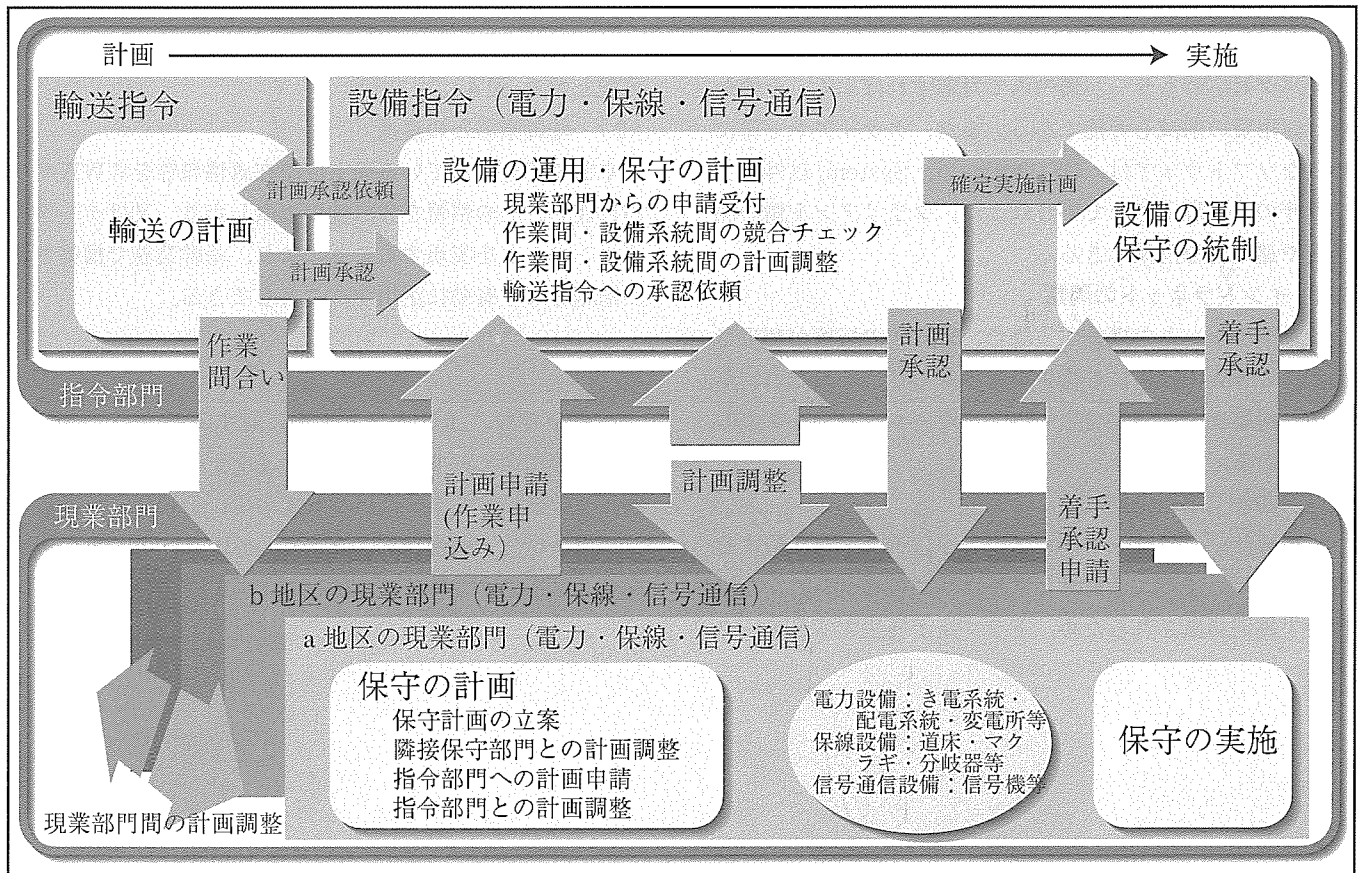 計画
実施
輸送指令
輸送の計画
設備指令（電力・保線・信号通信）
計画承認依頼
計画承認
設備の運用・保守の計画
現業部門からの申請受付
作業間・設備系統間の競合チェック
作業間・設備系統間の計画調整
輸送指令への承認依頼
確定実施計画
設備の運用・
保守の統制
指令部門
作業
間合い
計画申請
(作業申
込み）
計画調整
計画
承認
着手
承認
申請
着手
承認
現業部門
b 地区の現業部門（電力・保線・信号通信）
a 地区の現業部門（電力・保線・信号通信）
保守の計画
保守計画の立案
隣接保守部門との計画調整
指令部門への計画申請
指令部門との計画調整
電力設備：き電系統・
配電系統・変電所等
保線設備：道床・マク
ラギ・分岐器等
信号通信設備：信号機等
保守の実施
現業部門間の計画調整